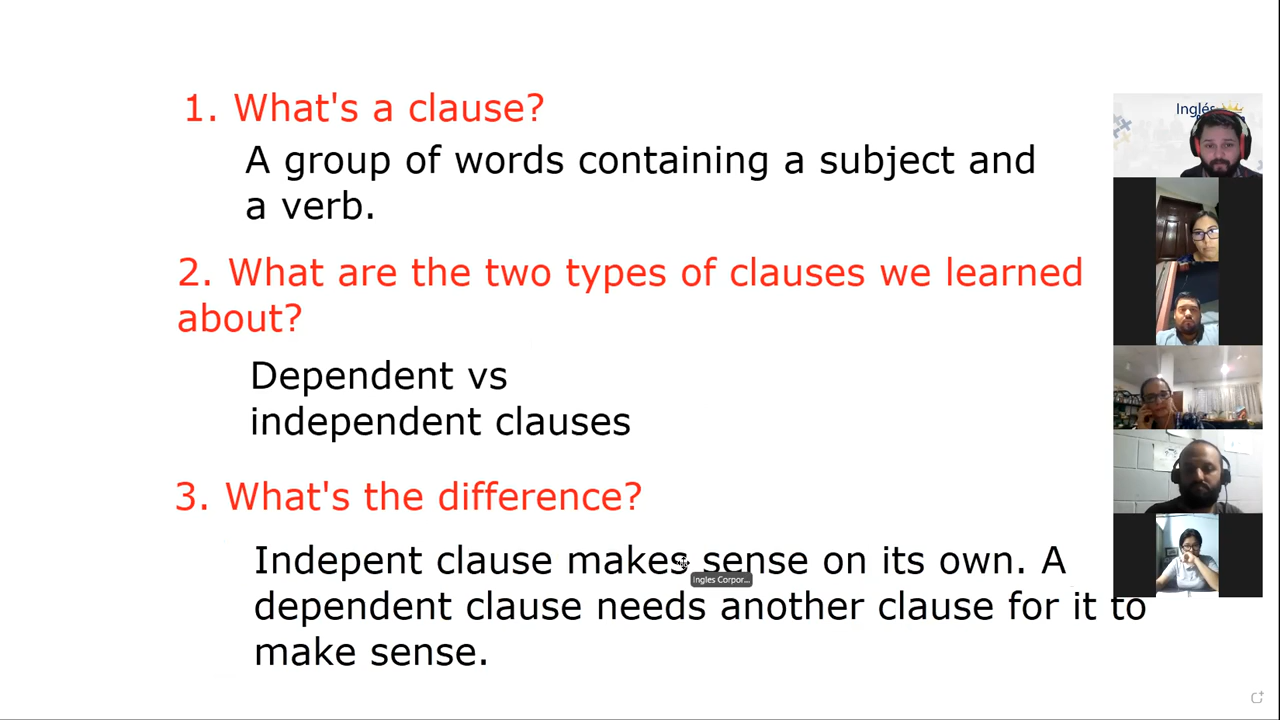 1. What's a clause?
A group of words containing a subject and
a verb.
2. What are the two types of clauses we learned
about?
Dependent vs
independent clauses
3. What's the difference?
Indepent clause makes sense on its own. A
dependent clause needs another clause for it to
make sense.
Ingles Corpor...
Inglés